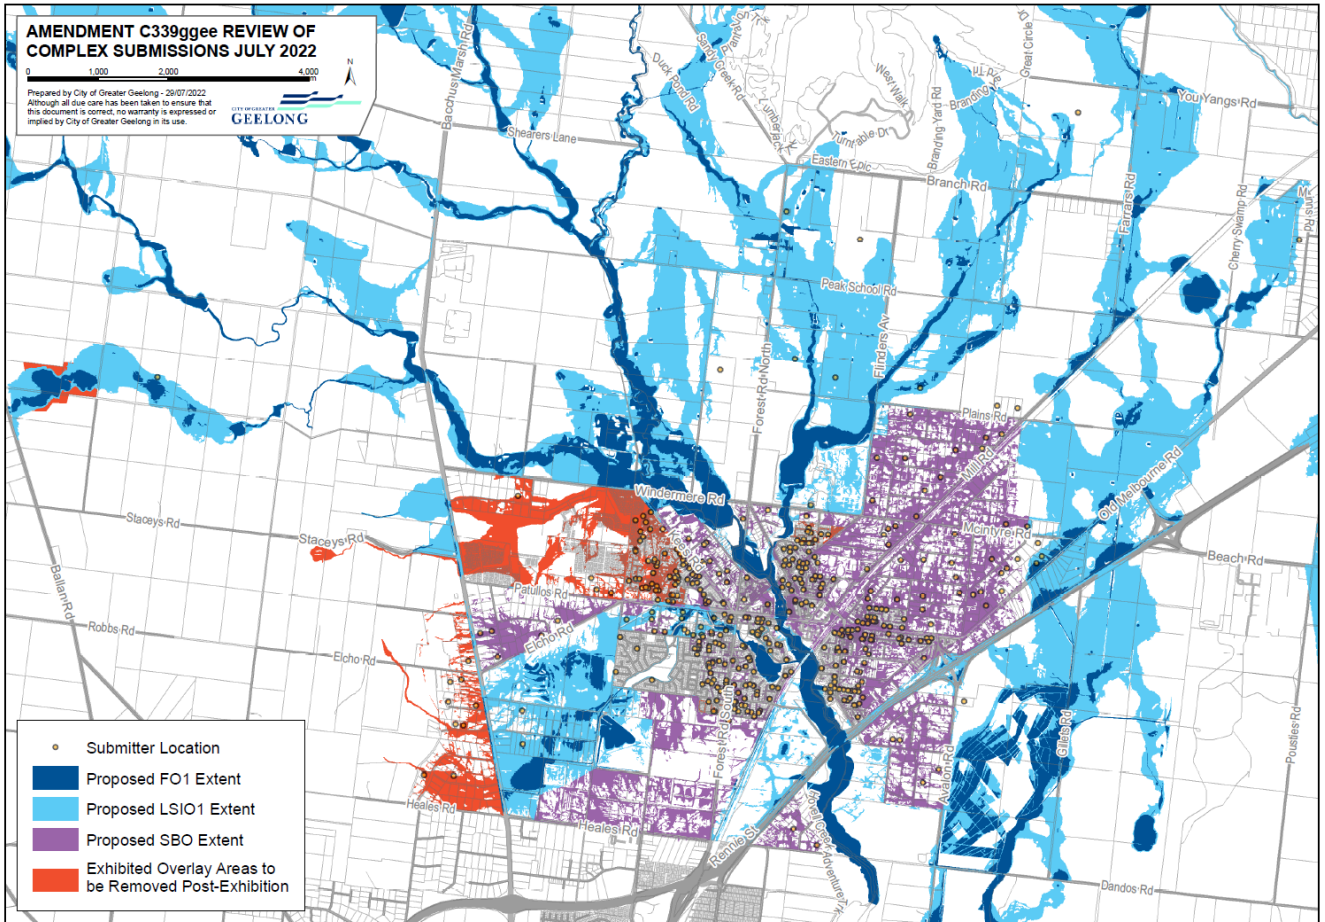 AMENDMENT C339ggee REVIEW OF
COMPLEX SUBMISSIONS JULY 2022
0 1,000 2,000 4,000
m
N
Prepared by City of Greater Geelong - 29/07/2022
Although all due care has been taken to ensure that
this document is correct, no warranty is expressed or
implied by City of Greater Geelong in its use.
CITY OF GREATER
GEELONG
Bacchus Marsh Rd
Duck Pond Rd
Sandy Creek Rd
West Walk
Great Circle Dr
Branding Yard Rd
You Yangs Rd
Shearers Lane
Turntable Dr
Eastern Epic
Branch Rd
Farrars Rd
Cherry Swamp Rd
Peak School Rd
Forest Rd North
Flinders Av
Plains Rd
Mill Rd
Old Melbourne Rd
Windermere Rd
McIntyre Rd
Beach Rd
Staceys Rd
Staceys Rd
Kees Rd
Ballan Rd
Patullos Rd
Robbs Rd
Elcho Rd
Elcho Rd
Forest Rd South
Gillets Rd
Pousties Rd
Avalon Rd
Heales Rd
Heales Rd
Rennie St
Hovell Creek Adventure Trk
Dandos Rd
Submitter Location
Proposed FO1 Extent
Proposed LSIO1 Extent
Proposed SBO Extent
Exhibited Overlay Areas to
be Removed Post-Exhibition